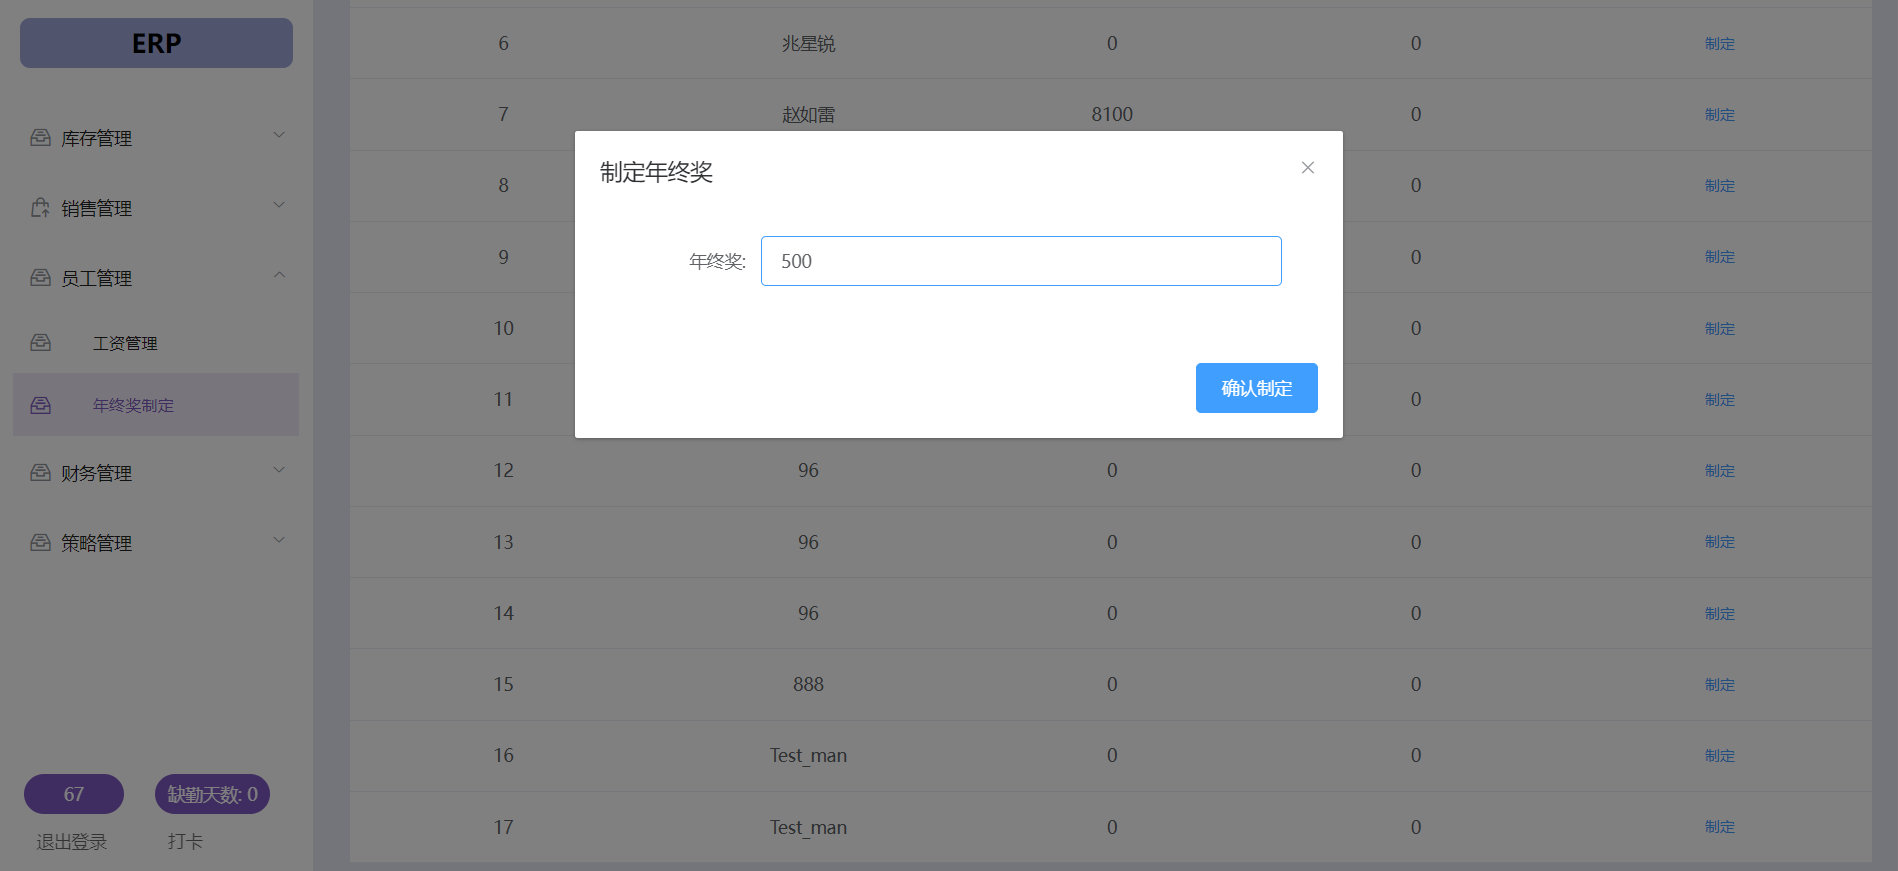 ERP
库存管理
销售管理
员工管理
工资管理
年终奖制定
财务管理
策略管理
67
缺勤天数: 0
退出登录
打卡
6 兆星锐 0 0 制定
7 赵如雷 8100 0 制定
8 0 制定
9 0 制定
10 0 制定
11 0 制定
12 96 0 0 制定
13 96 0 0 制定
14 96 0 0 制定
15 888 0 0 制定
16 Test_man 0 0 制定
17 Test_man 0 0 制定
制定年终奖
年终奖: 500
确认制定